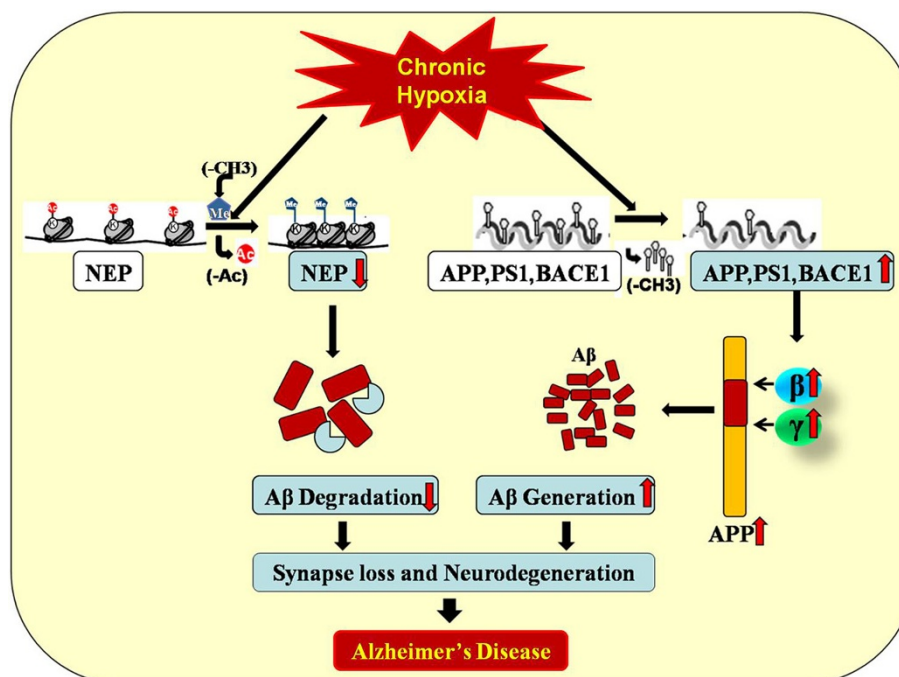 Chronic
Hypoxia
(-CH3)
Ac
Ac
Ac
K
K
K
Me
Ac
(-Ac)
Me Me Me
K K K
(-CH3)
NEP
NEP
APP,PS1,BACE1
APP,PS1,BACE1
Aβ
β
γ
APP
Aβ Degradation
Aβ Generation
Synapse loss and Neurodegeneration
Alzheimer's Disease